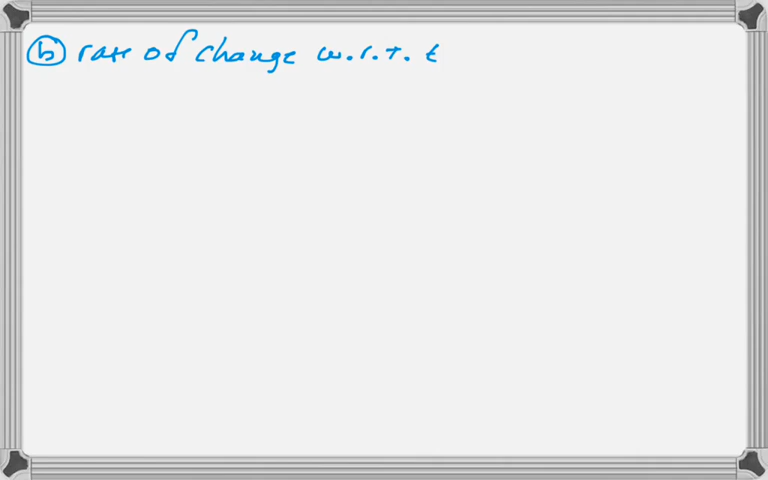 ⓑ rate of change w.r.t. t